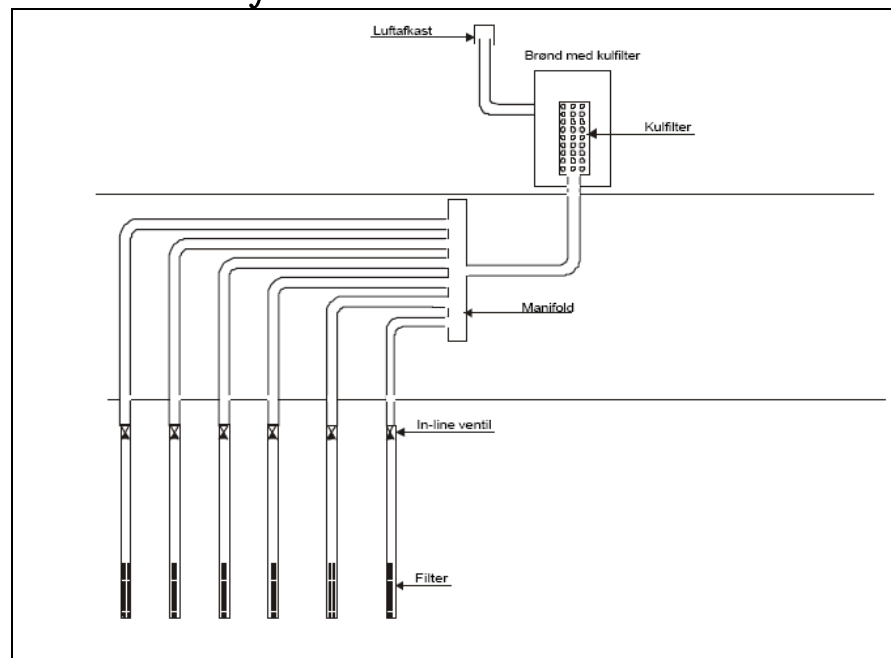 Luftafkast
Brønd med kulfilter
Kulfilter
Manifold
In-line ventil
Filter